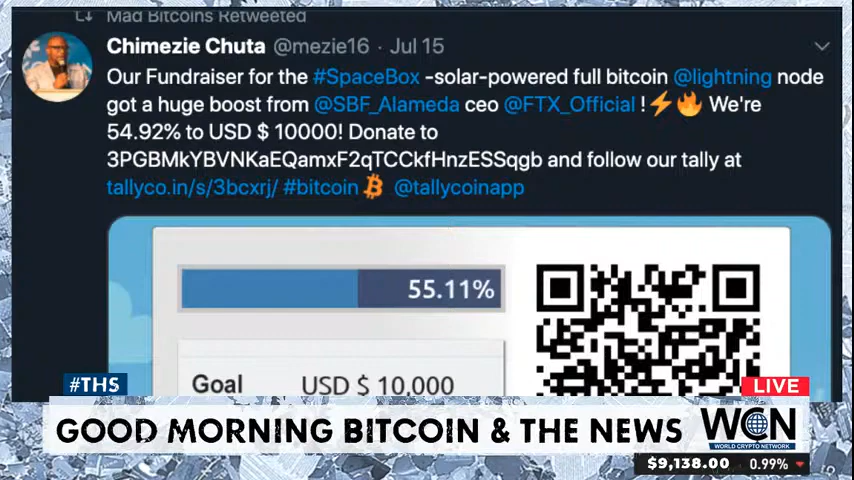 Mad Bitcoins Retweeted
Chimezie Chuta @mezie16 · Jul 15
Our Fundraiser for the #SpaceBox -solar-powered full bitcoin @lightning node
got a huge boost from @SBF_Alameda ceo @FTX_Official !⚡🔥 We're
54.92% to USD $ 10000! Donate to
3PGBMkYBVNKaEQamxF2qTCCkfHnzESSqgb and follow our tally at
tallyco.in/s/3bcxrj/ #bitcoin @tallycoinapp
55.11%
Goal USD $ 10,000
#THS
LIVE
GOOD MORNING BITCOIN & THE NEWS
WCN
WORLD CRYPTO NETWORK
$9,138.00 0.99%